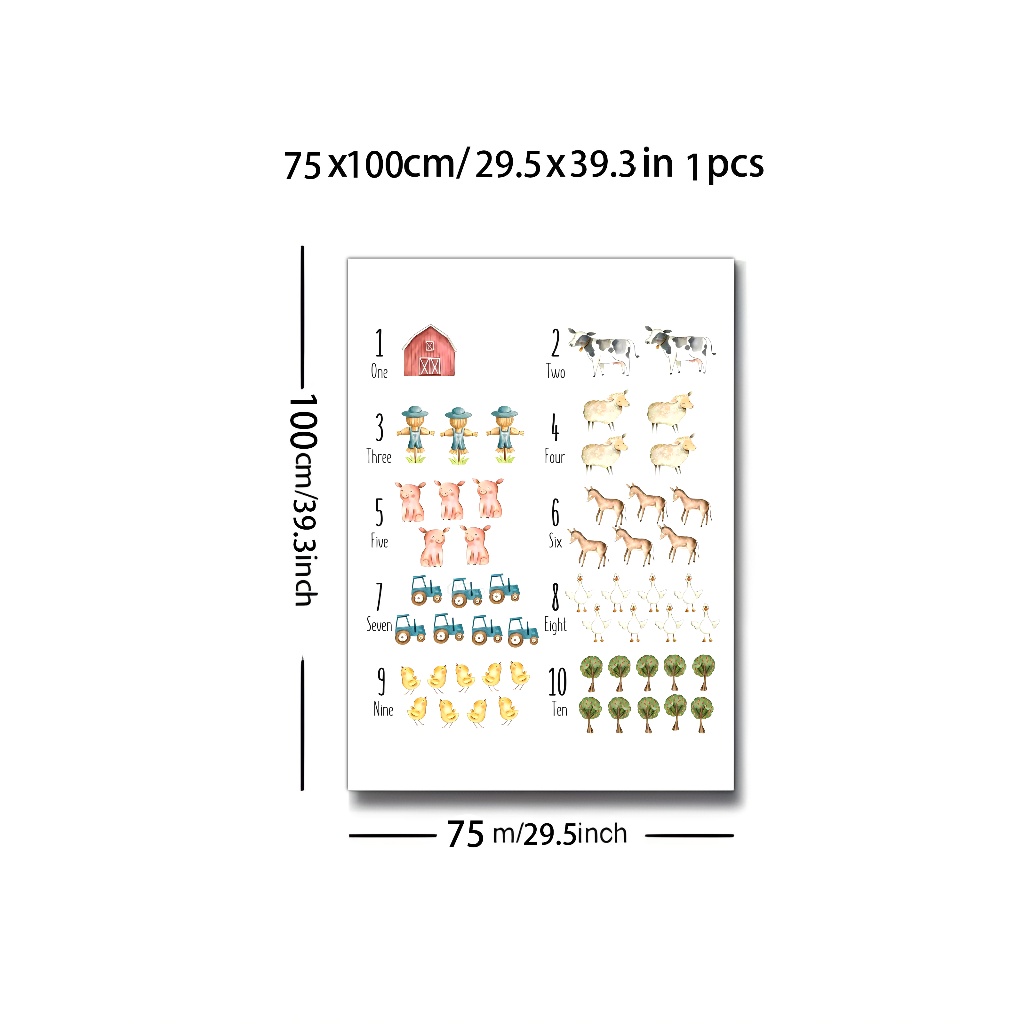 75x100cm/ 29.5x39.3in 1pcs
100cm/39.3inch
1
One
2
Two
3
Three
4
Four
5
Five
6
Six
7
Seven
8
Eight
9
Nine
10
Ten
75 m/29.5inch